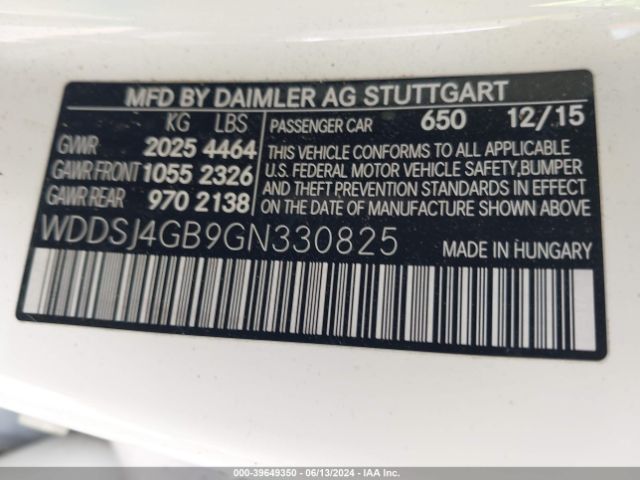 MFD BY DAIMLER AG STUTTGART
KG LBS
GVWR 2025 4464
GAWR FRONT 1055 2326
GAWR REAR 970 2138
PASSENGER CAR 650 12/15
THIS VEHICLE CONFORMS TO ALL APPLICABLE
U.S. FEDERAL MOTOR VEHICLE SAFETY, BUMPER
AND THEFT PREVENTION STANDARDS IN EFFECT
ON THE DATE OF MANUFACTURE SHOWN ABOVE
WDDSJ4GB9GN330825
MADE IN HUNGARY
000-39649350 - 06/13/2024 - IAA Inc. (IAAI)